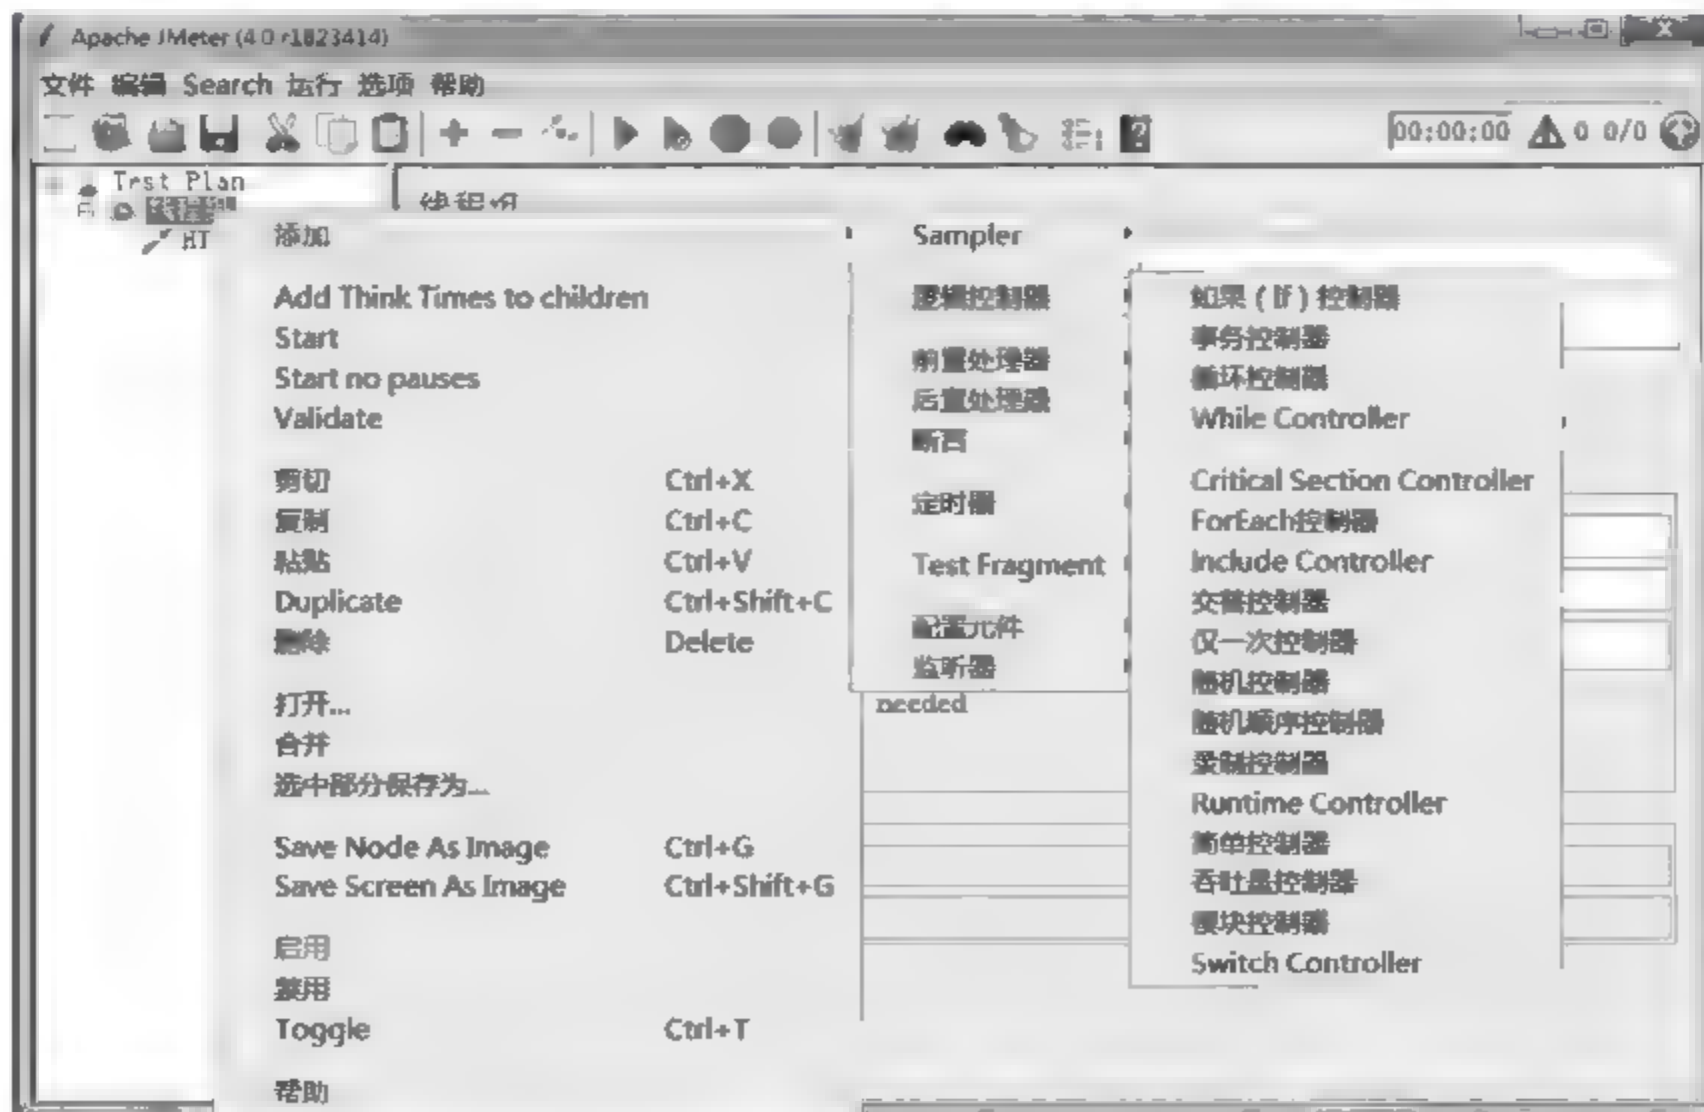 Apache JMeter (4.0 r1823414)
文件 编辑 Search 运行 选项 帮助
00:00:00 0 0/0
Test Plan
线程组
HT
线程组
添加
Add Think Times to children
Start
Start no pauses
Validate
剪切 Ctrl+X
复制 Ctrl+C
粘贴 Ctrl+V
Duplicate Ctrl+Shift+C
删除 Delete
打开...
合并
选中部分保存为...
Save Node As Image Ctrl+G
Save Screen As Image Ctrl+Shift+G
启用
禁用
Toggle Ctrl+T
帮助
Sampler
逻辑控制器
前置处理器
后置处理器
断言
定时器
Test Fragment
配置元件
监听器
needed
如果（If）控制器
事务控制器
循环控制器
While Controller
Critical Section Controller
ForEach控制器
Include Controller
交替控制器
仅一次控制器
随机控制器
随机顺序控制器
录制控制器
Runtime Controller
简单控制器
吞吐量控制器
模块控制器
Switch Controller